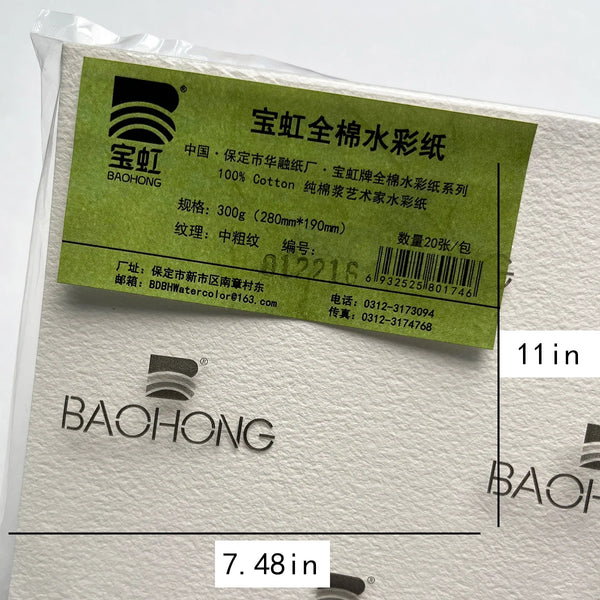 宝虹全棉水彩纸
宝虹®
BAOHONG
中国·保定市华融纸厂·宝虹牌全棉水彩纸系列
100% Cotton 纯棉浆艺术家水彩纸
规格: 300g (280mm*190mm)
纹理: 中粗纹 编号: 012216
数量20张/包
6 932525 801746
厂址: 保定市新市区南章村东
邮箱: BDBHWatercolor@163.com
电话: 0312-3173094
传真: 0312-3174768
NG
11in
®
BAOHONG
BAOHO
7.48in
®